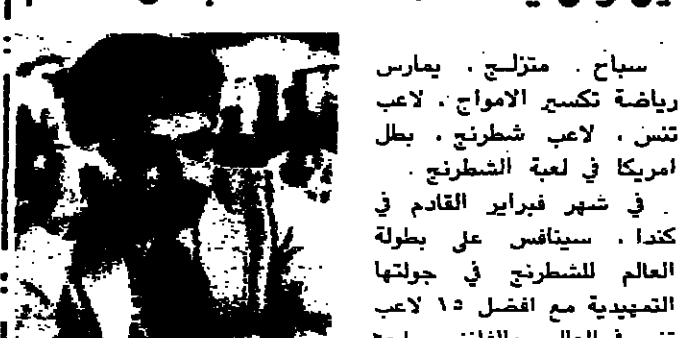 سباح . متزلج . يمارس
رياضة تكسير الامواج . لاعب
تنس . لاعب شطرنج . بطل
امريكا في لعبة الشطرنج .
في شهر فبراير القادم في
كندا . سينافس على بطولة
العالم للشطرنج في جولتها
التمهيدية مع افضل ١٥ لاعب